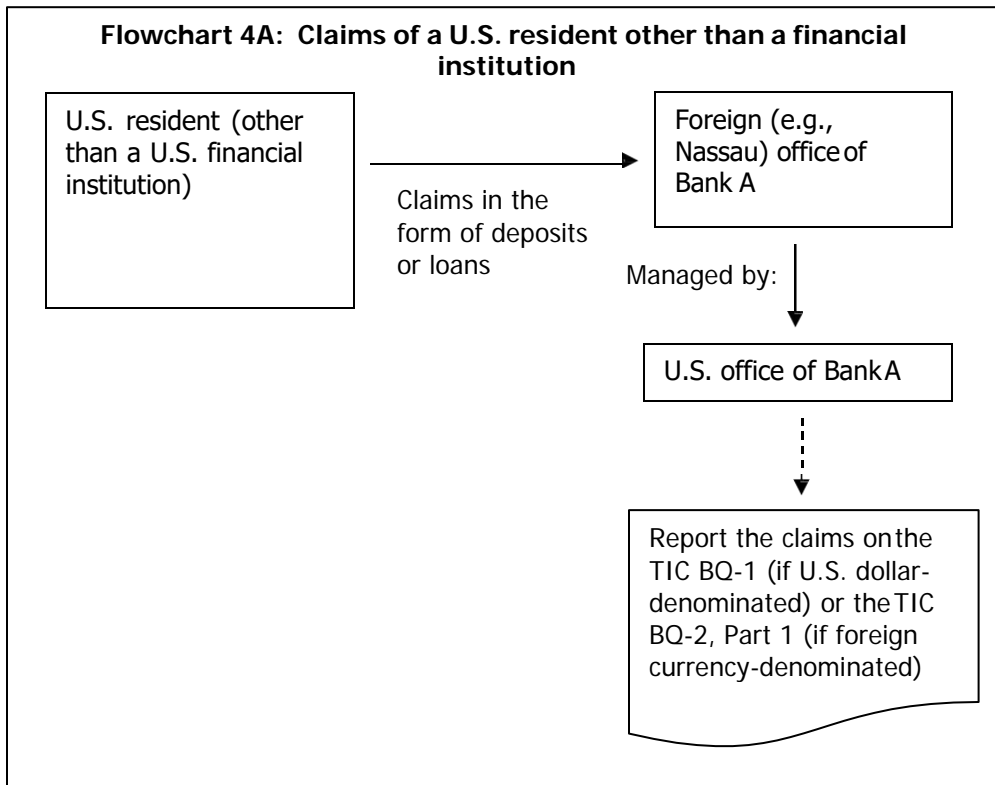 Flowchart 4A: Claims of a U.S. resident other than a financial
institution
U.S. resident (other
than a U.S. financial
institution)
Claims in the
form of deposits
or loans
Foreign (e.g.,
Nassau) office of
Bank A
Managed by:
U.S. office of Bank A
Report the claims on the
TIC BQ-1 (if U.S. dollar-
denominated) or the TIC
BQ-2, Part 1 (if foreign
currency-denominated)